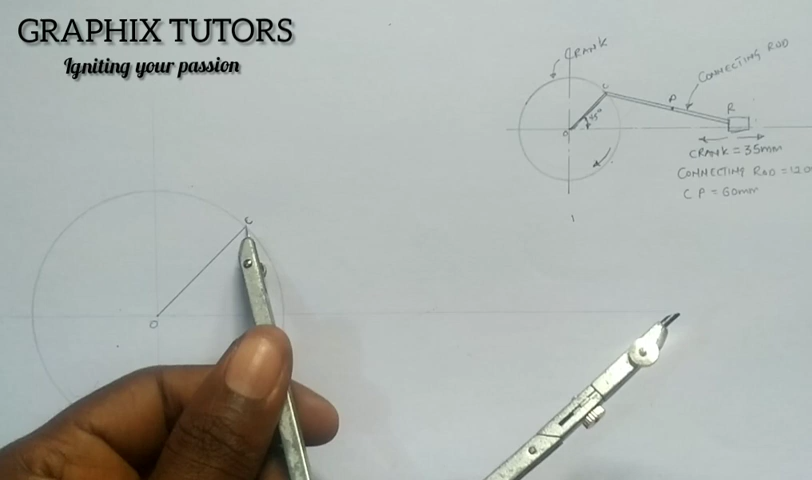 GRAPHIX TUTORS
Igniting your passion
CRANK
CONNECTING ROD
C
P
R
O
45°
CRANK = 35mm
CONNECTING ROD = 120
CP = 60mm
C
O